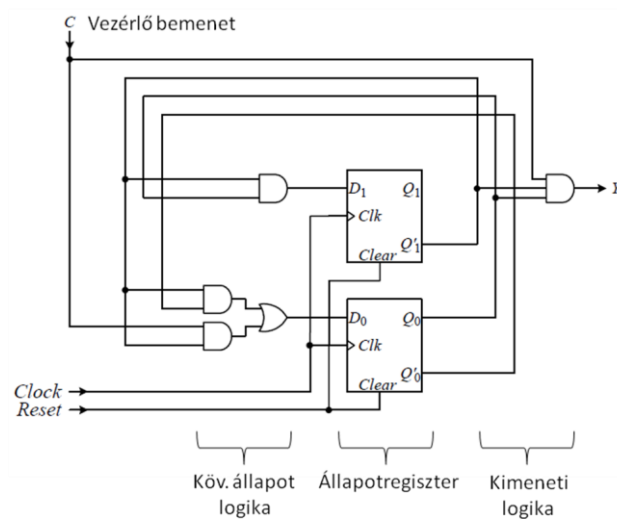 C Vezérlő bemenet
D₁ Q₁
Clk
Q'₁
Clear
D₀ Q₀
Clk
Q'₀
Clear
Clock
Reset
Köv. állapot logika
Állapotregiszter
Kimeneti logika